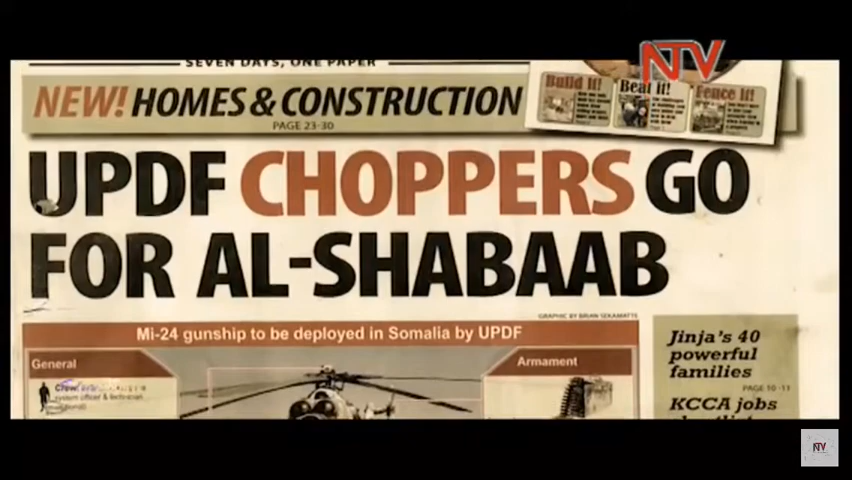 NTV
SEVEN DAYS, ONE PAPER
NEW! HOMES & CONSTRUCTION
PAGE 23-30
Build It!
Beat It!
Fence It!
UPDF CHOPPERS GO
FOR AL-SHABAAB
GRAPHIC BY BRIAN SSEKAMATTE
Mi-24 gunship to be deployed in Somalia by UPDF
General
Armament
Jinja's 40
powerful
families
PAGE 10-11
KCCA jobs
NTV